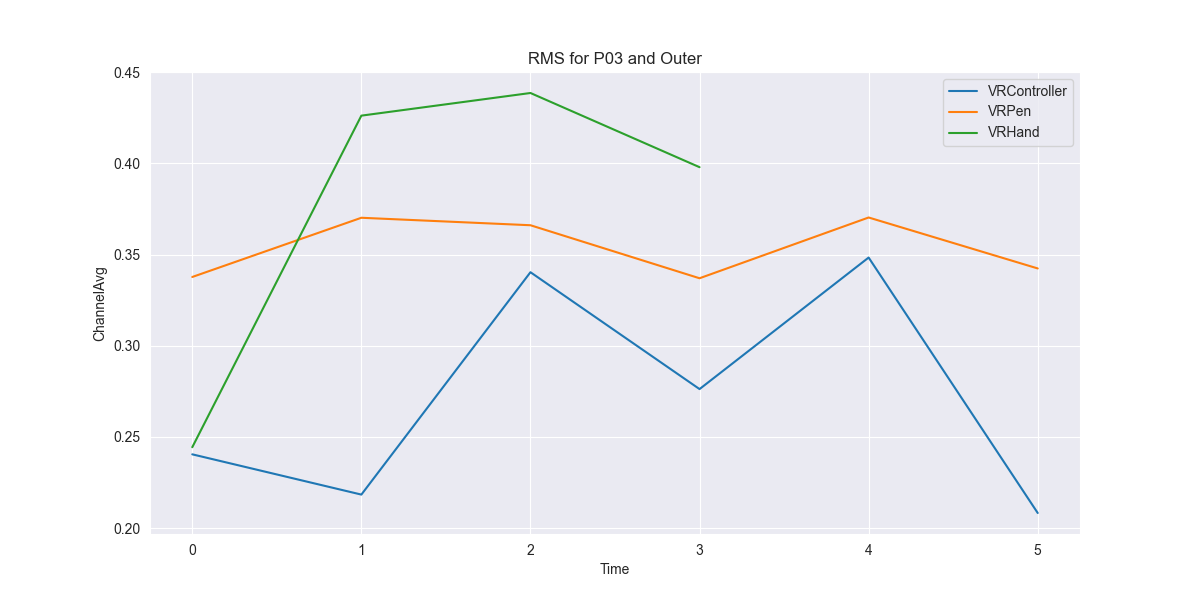 RMS for P03 and Outer
0.45
0.40
0.35
0.30
0.25
0.20
ChannelAvg
VRController
VRPen
VRHand
0 1 2 3 4 5
Time